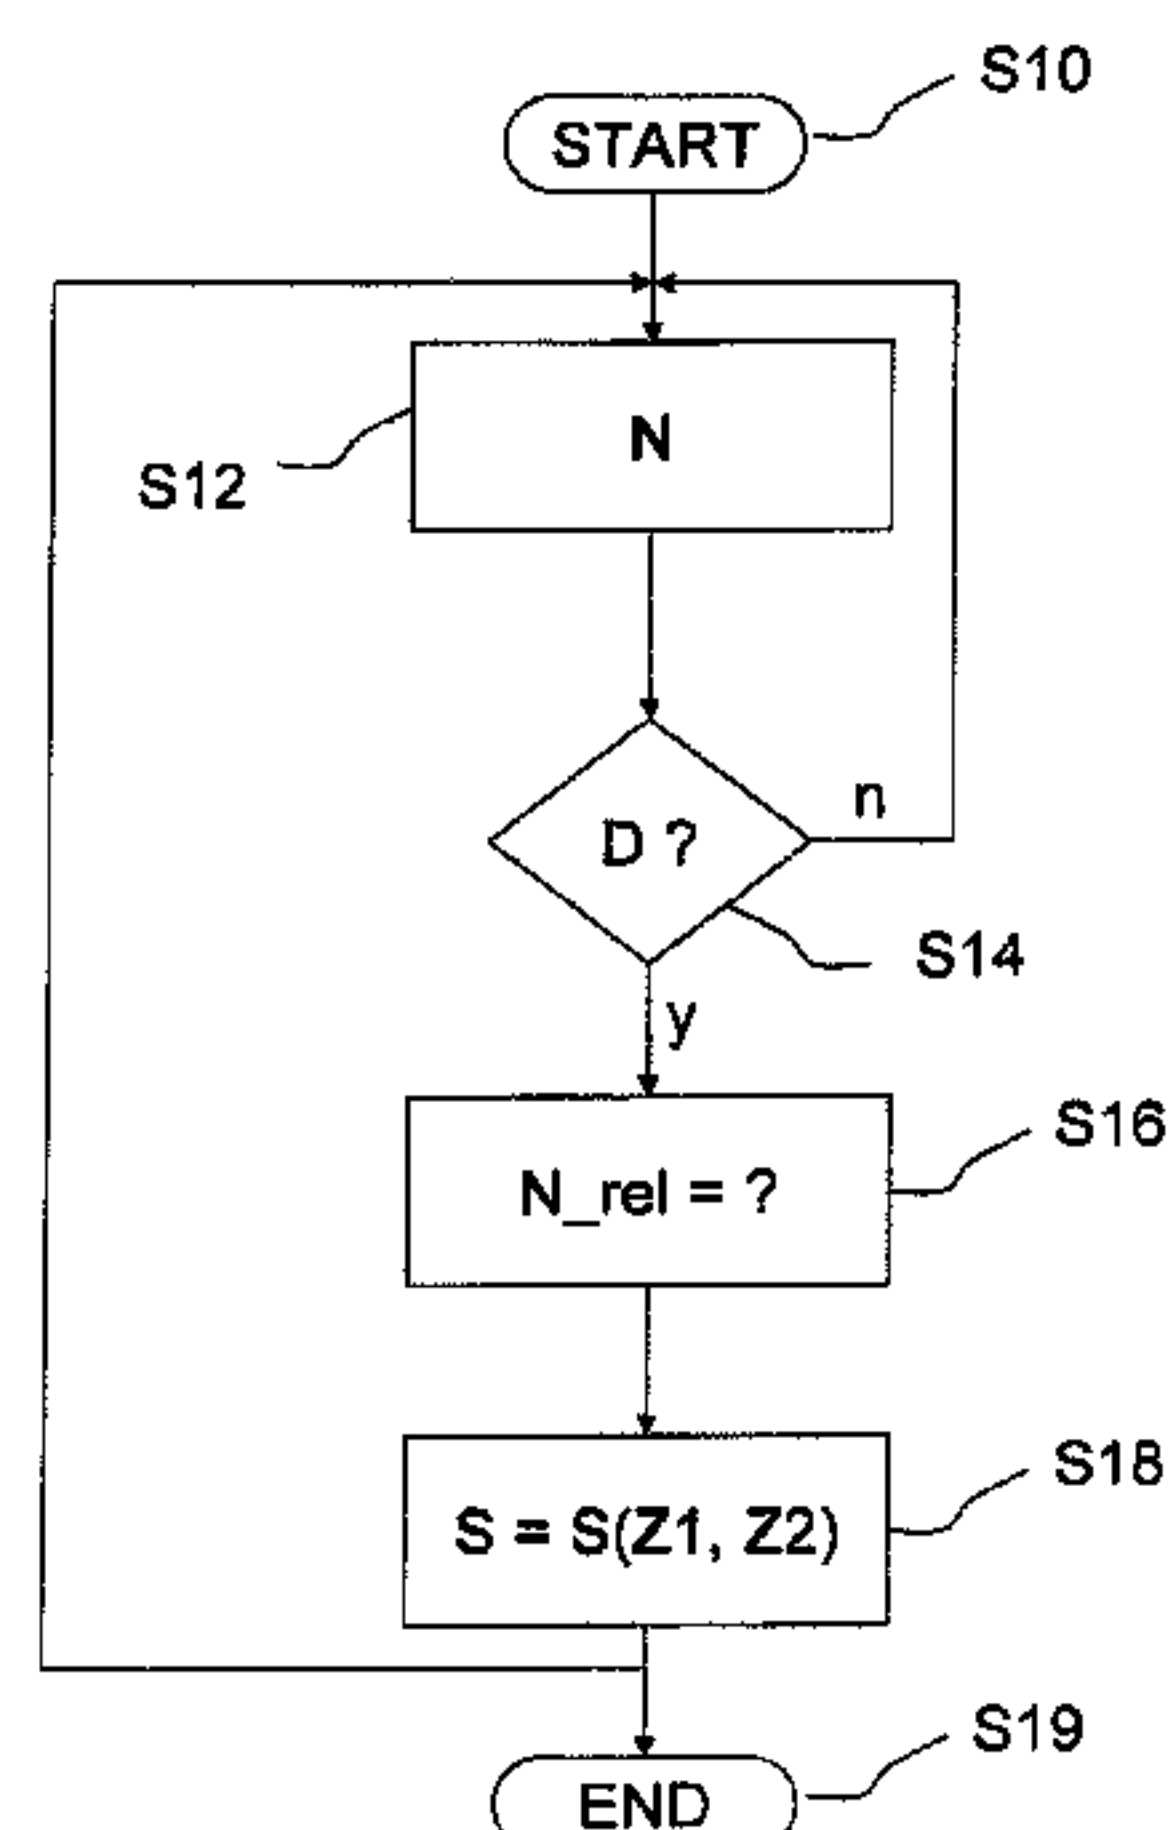 S10
START
N
S12
D ?
n
S14
y
S16
N_rel = ?
S18
S = S(Z1, Z2)
S19
END